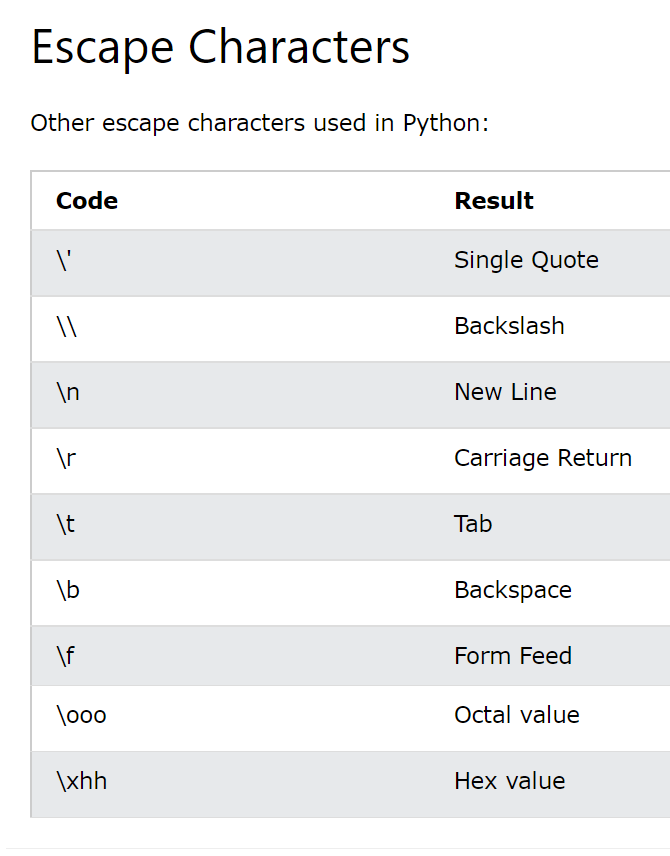 Escape Characters
Other escape characters used in Python:
Code Result
\' Single Quote
\\ Backslash
\n New Line
\r Carriage Return
\t Tab
\b Backspace
\f Form Feed
\ooo Octal value
\xhh Hex value